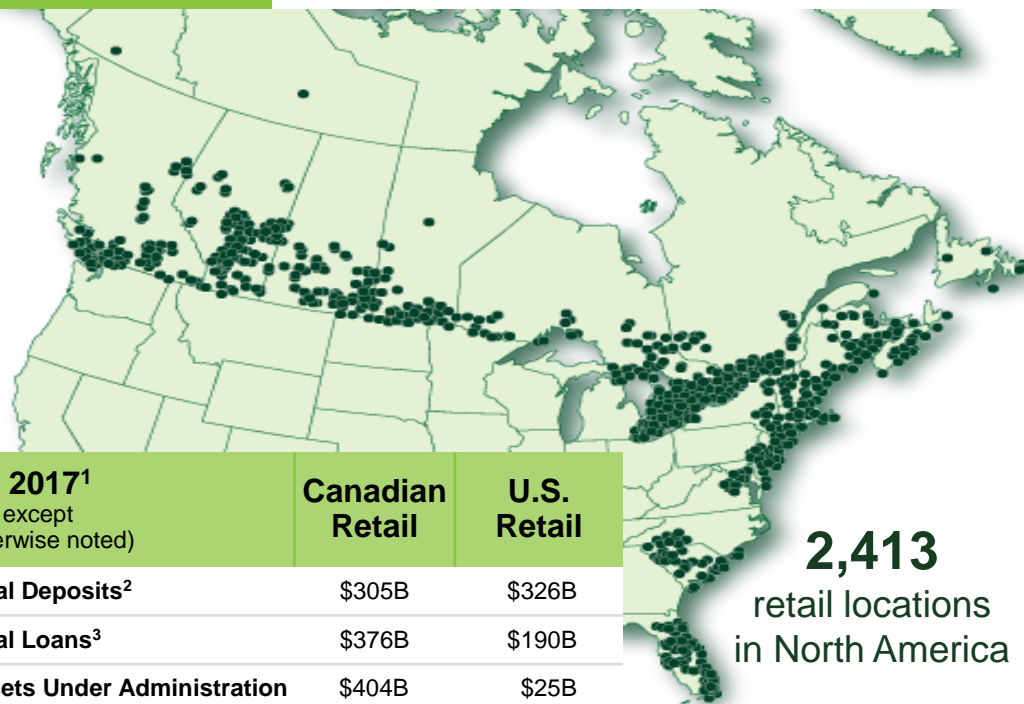 2017¹
Canadian Retail
U.S. Retail
except
erwise noted)
al Deposits²
$305B
$326B
al Loans³
$376B
$190B
ets Under Administration
$404B
$25B
2,413
retail locations
in North America